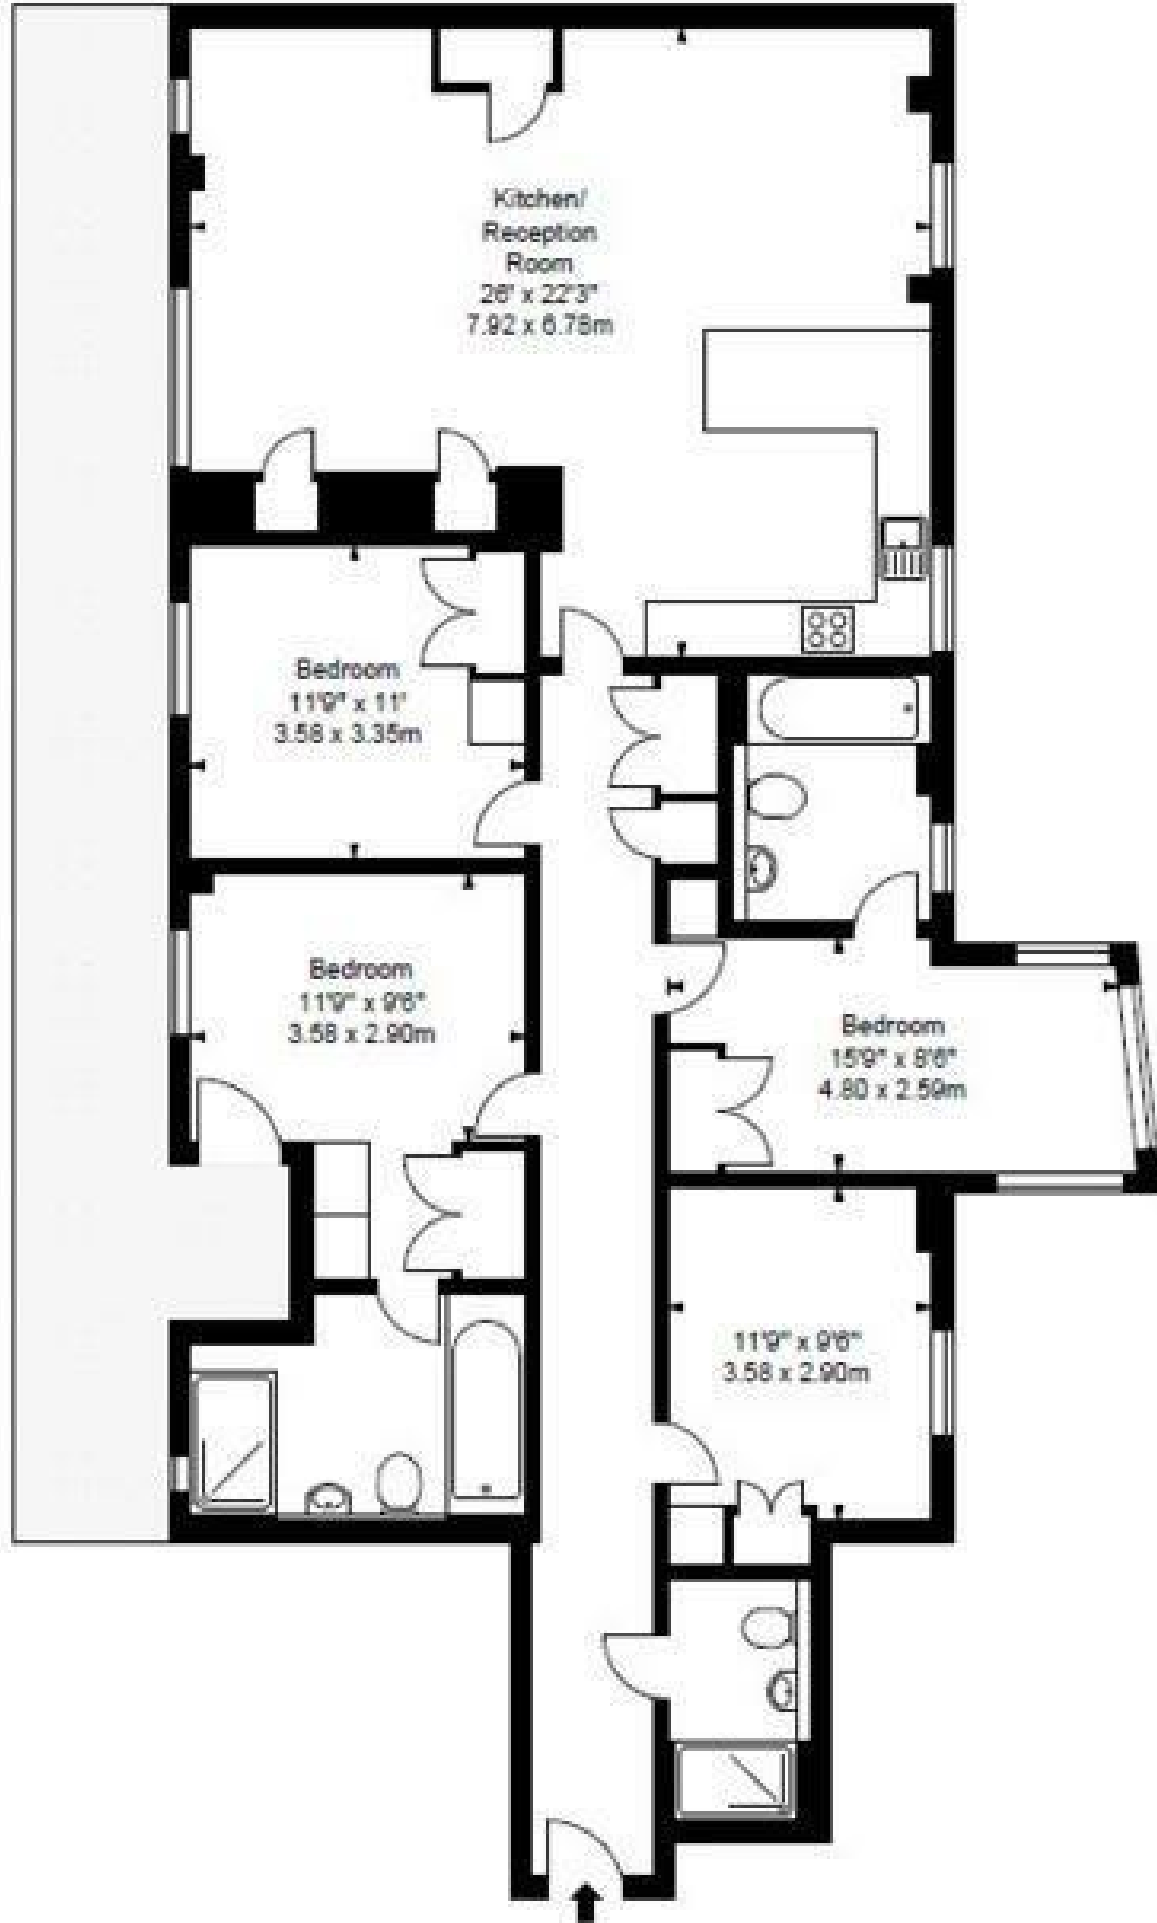 Kitchen/
Reception
Room
26' x 22'3"
7.92 x 6.78m
Bedroom
11'9" x 11'
3.58 x 3.35m
Bedroom
11'9" x 9'6"
3.58 x 2.90m
Bedroom
15'9" x 8'6"
4.80 x 2.59m
11'9" x 9'6"
3.58 x 2.90m